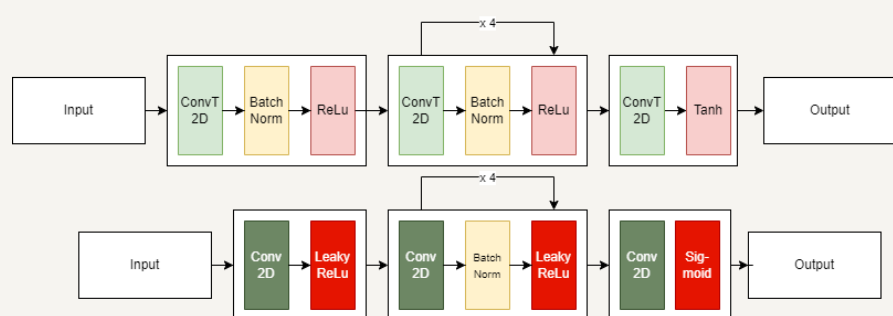 x 4
Input
ConvT
2D
Batch
Norm
ReLu
ConvT
2D
Batch
Norm
ReLu
ConvT
2D
Tanh
Output
x 4
Input
Conv
2D
Leaky
ReLu
Conv
2D
Batch
Norm
Leaky
ReLu
Conv
2D
Sig-
moid
Output